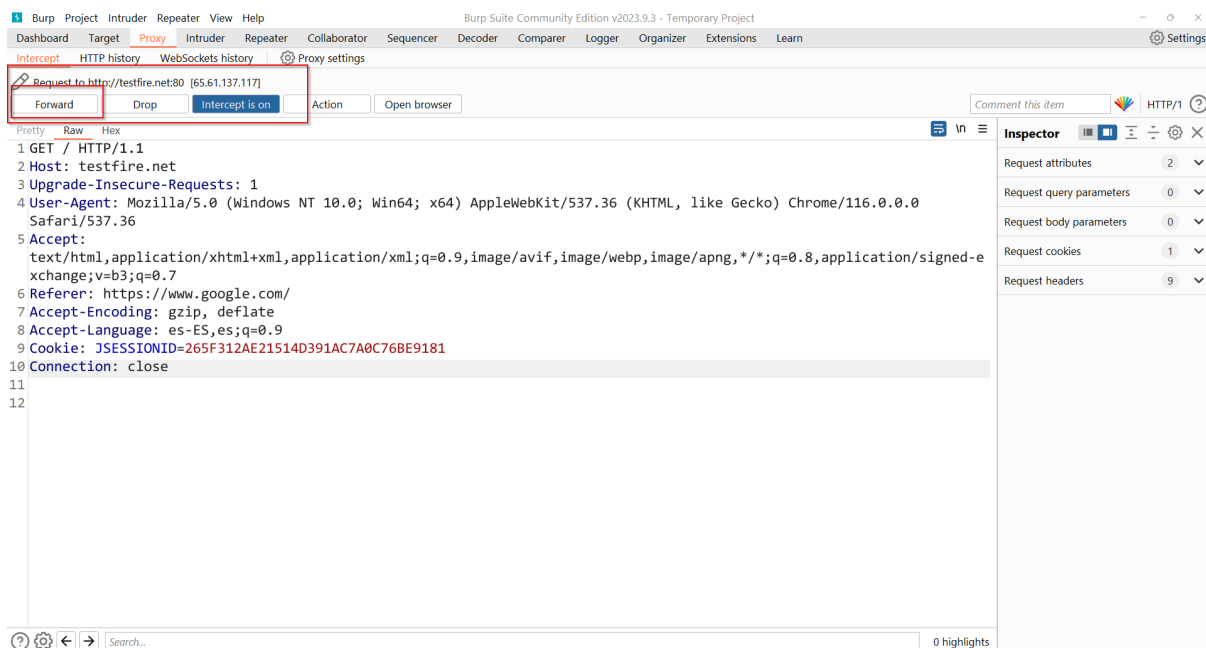 Burp Project Intruder Repeater View Help Burp Suite Community Edition v2023.9.3 - Temporary Project
Dashboard Target Proxy Intruder Repeater Collaborator Sequencer Decoder Comparer Logger Organizer Extensions Learn Settings
Intercept HTTP history WebSockets history Proxy settings
Request to http://testfire.net:80 [65.61.137.117]
Forward Drop Intercept is on Action Open browser Comment this item HTTP/1 ?
Pretty Raw Hex \n Inspector
1 GET / HTTP/1.1
2 Host: testfire.net
3 Upgrade-Insecure-Requests: 1
4 User-Agent: Mozilla/5.0 (Windows NT 10.0; Win64; x64) AppleWebKit/537.36 (KHTML, like Gecko) Chrome/116.0.0.0
Safari/537.36
5 Accept:
text/html,application/xhtml+xml,application/xml;q=0.9,image/avif,image/webp,image/apng,*/*;q=0.8,application/signed-e
xchange;v=b3;q=0.7
6 Referer: https://www.google.com/
7 Accept-Encoding: gzip, deflate
8 Accept-Language: es-ES,es;q=0.9
9 Cookie: JSESSIONID=265F312AE21514D391AC7A0C76BE9181
10 Connection: close
11
12
Request attributes 2
Request query parameters 0
Request body parameters 0
Request cookies 1
Request headers 9
? Search... 0 highlights